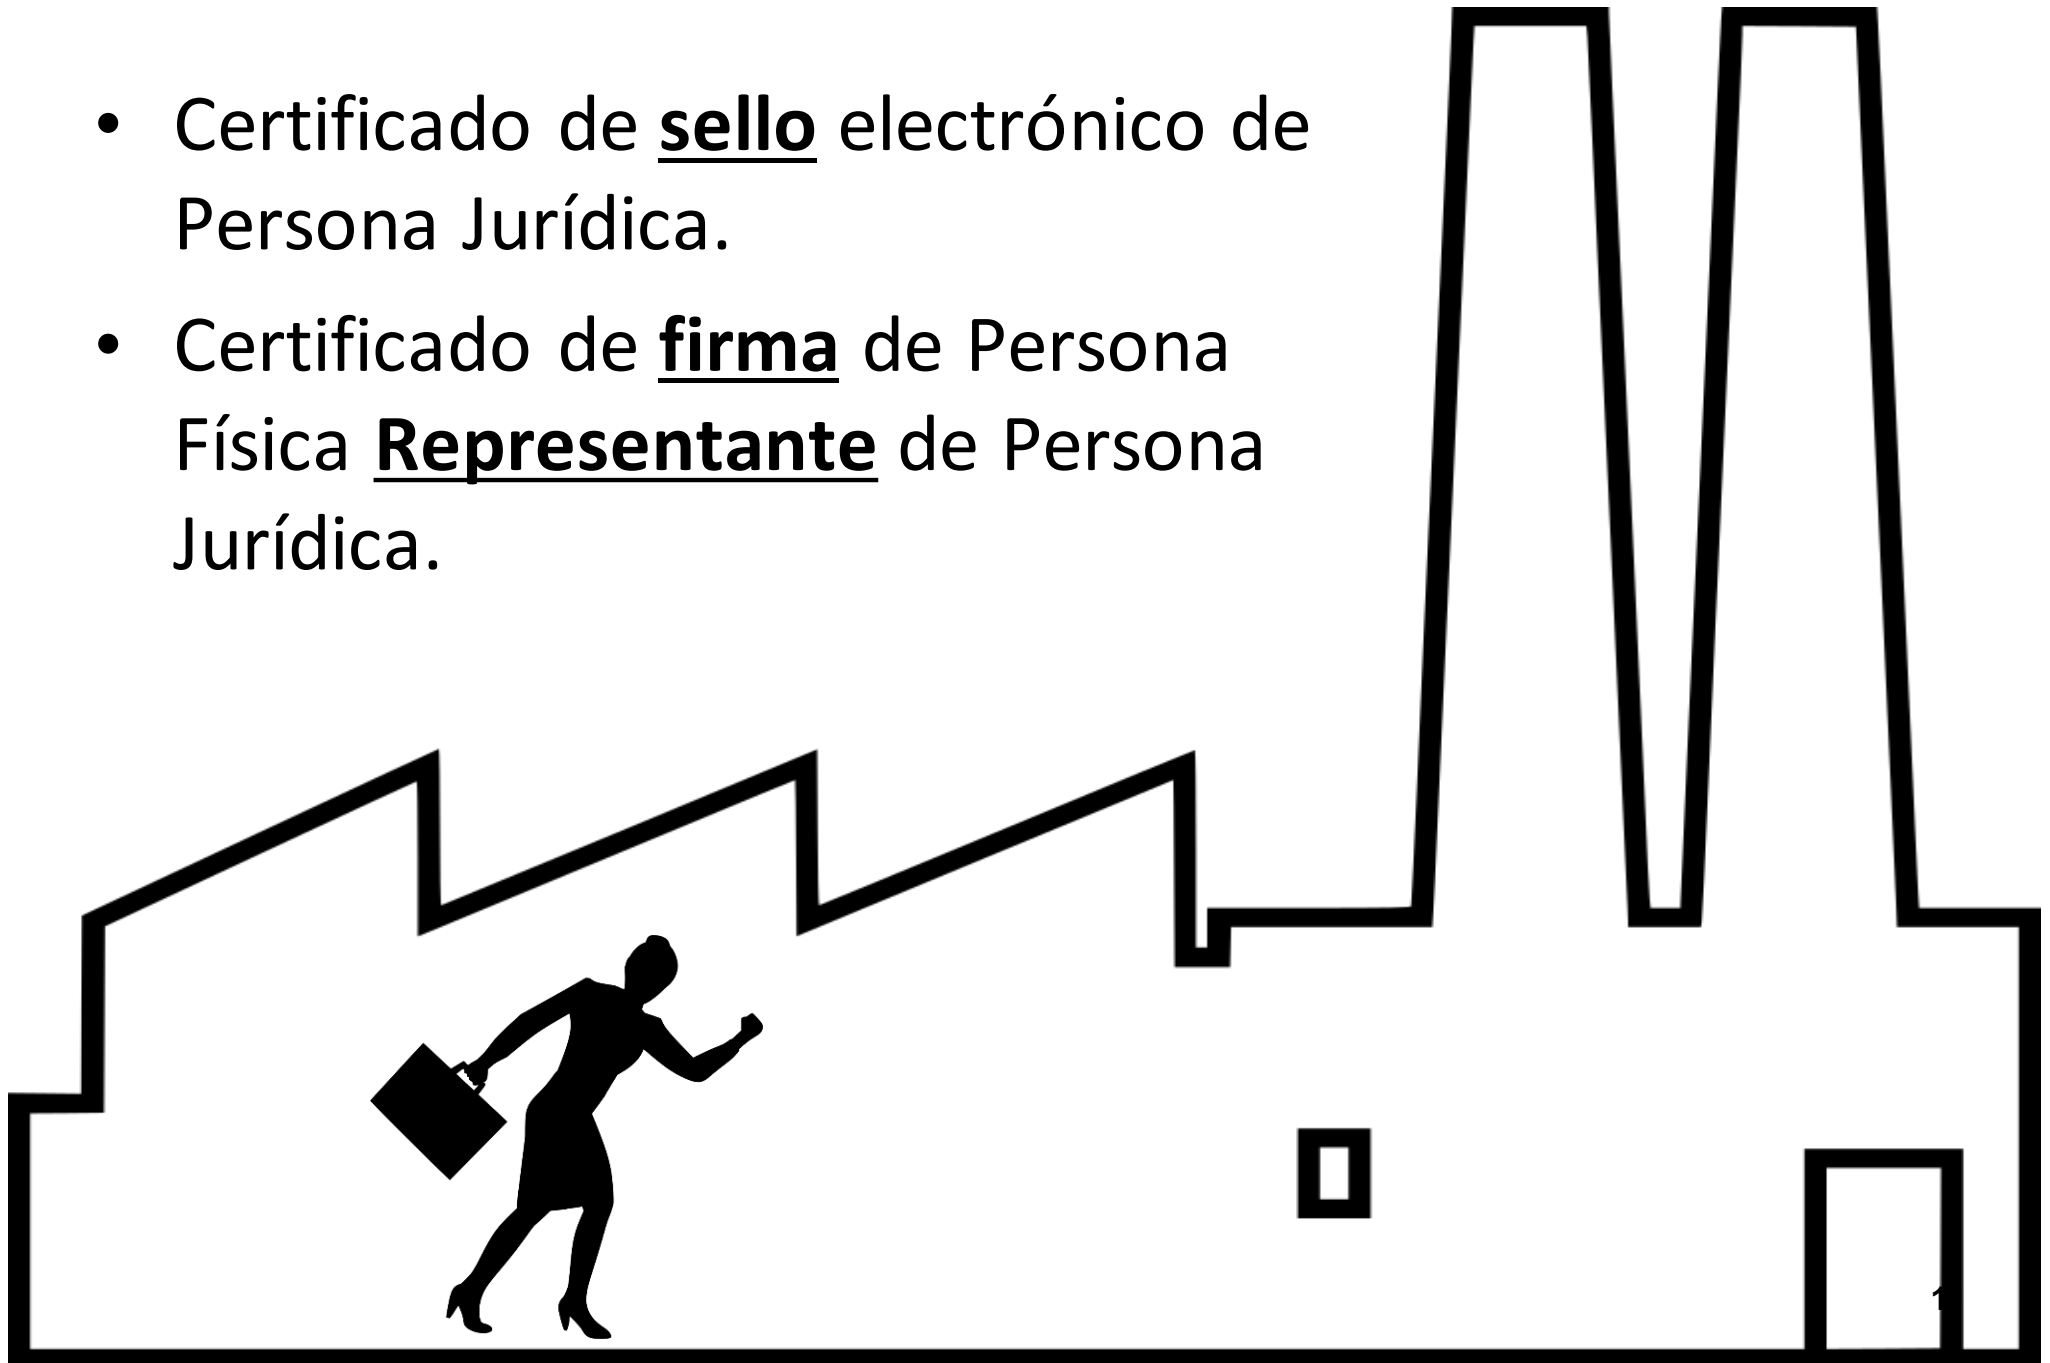 • Certificado de sello electrónico de
Persona Jurídica.
• Certificado de firma de Persona
Física Representante de Persona
Jurídica.